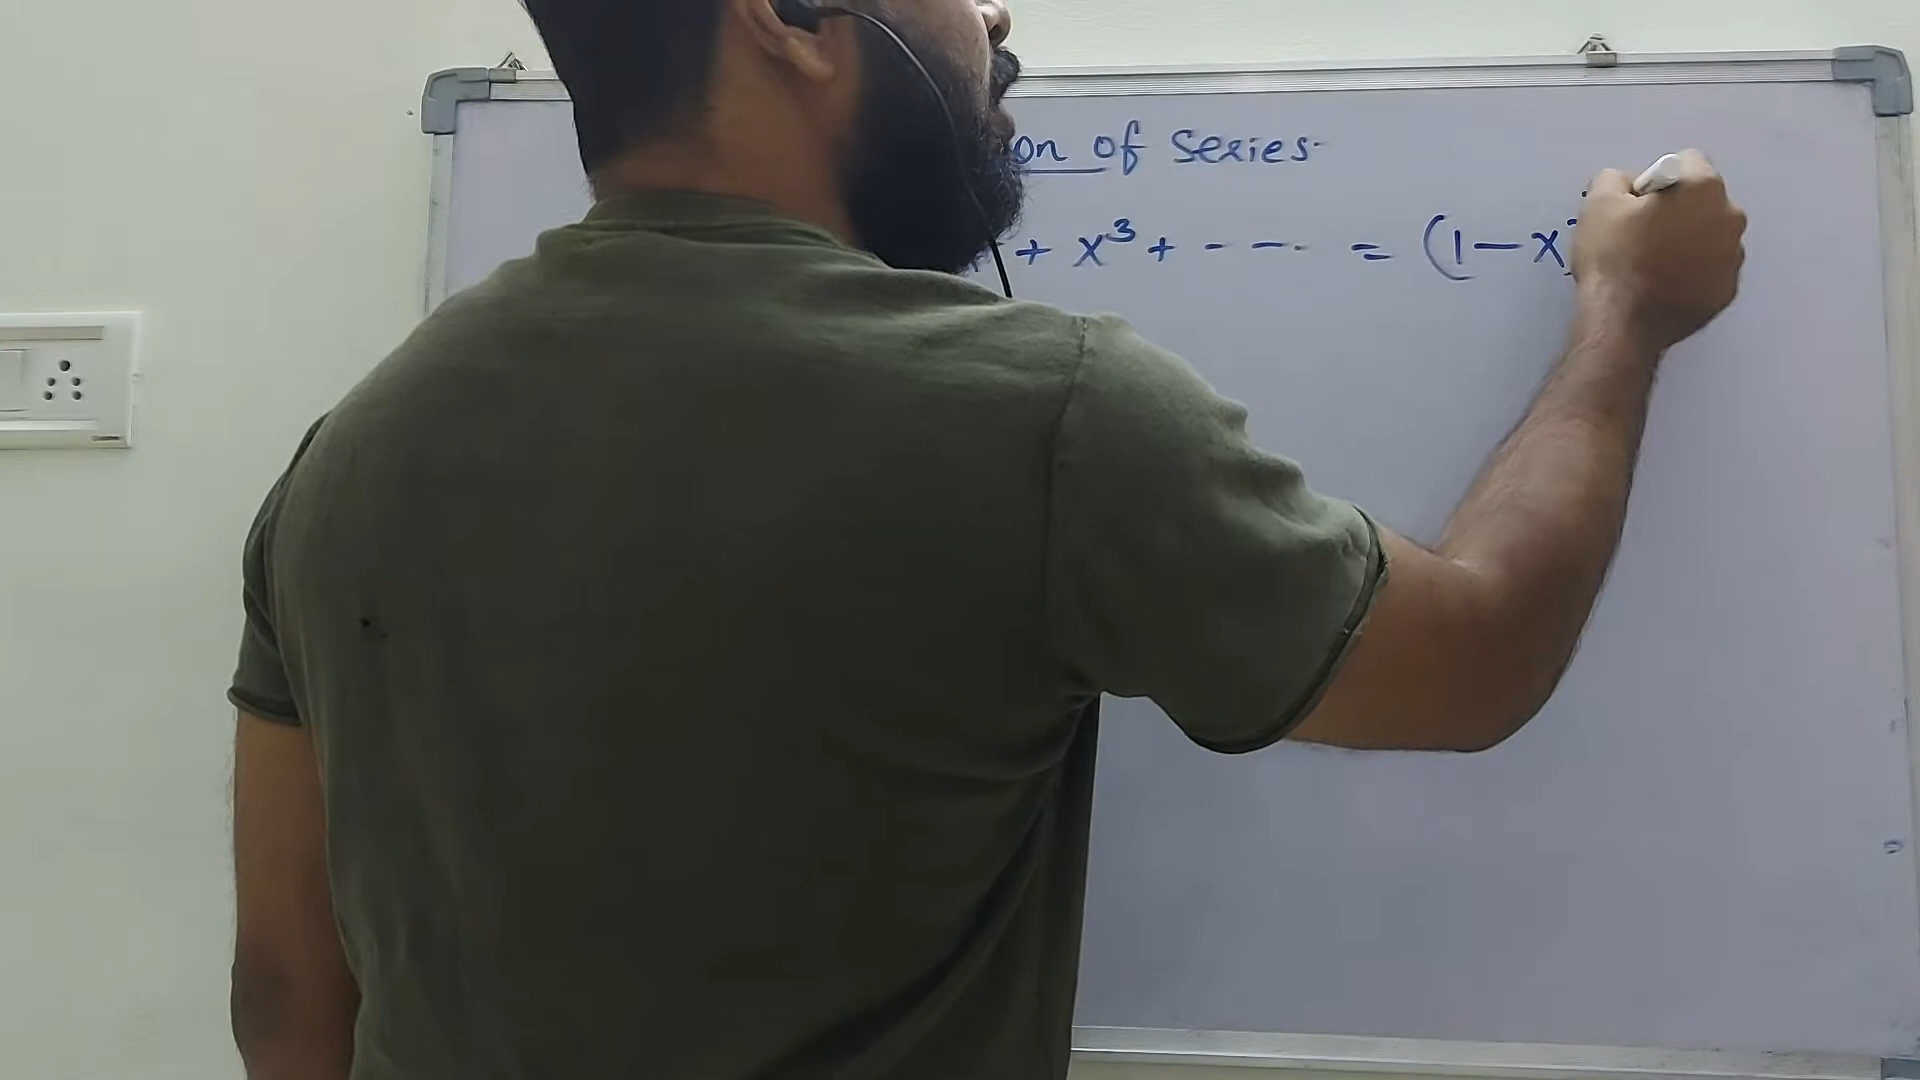 on of Series
+ x³ + - - - = (1 - x)